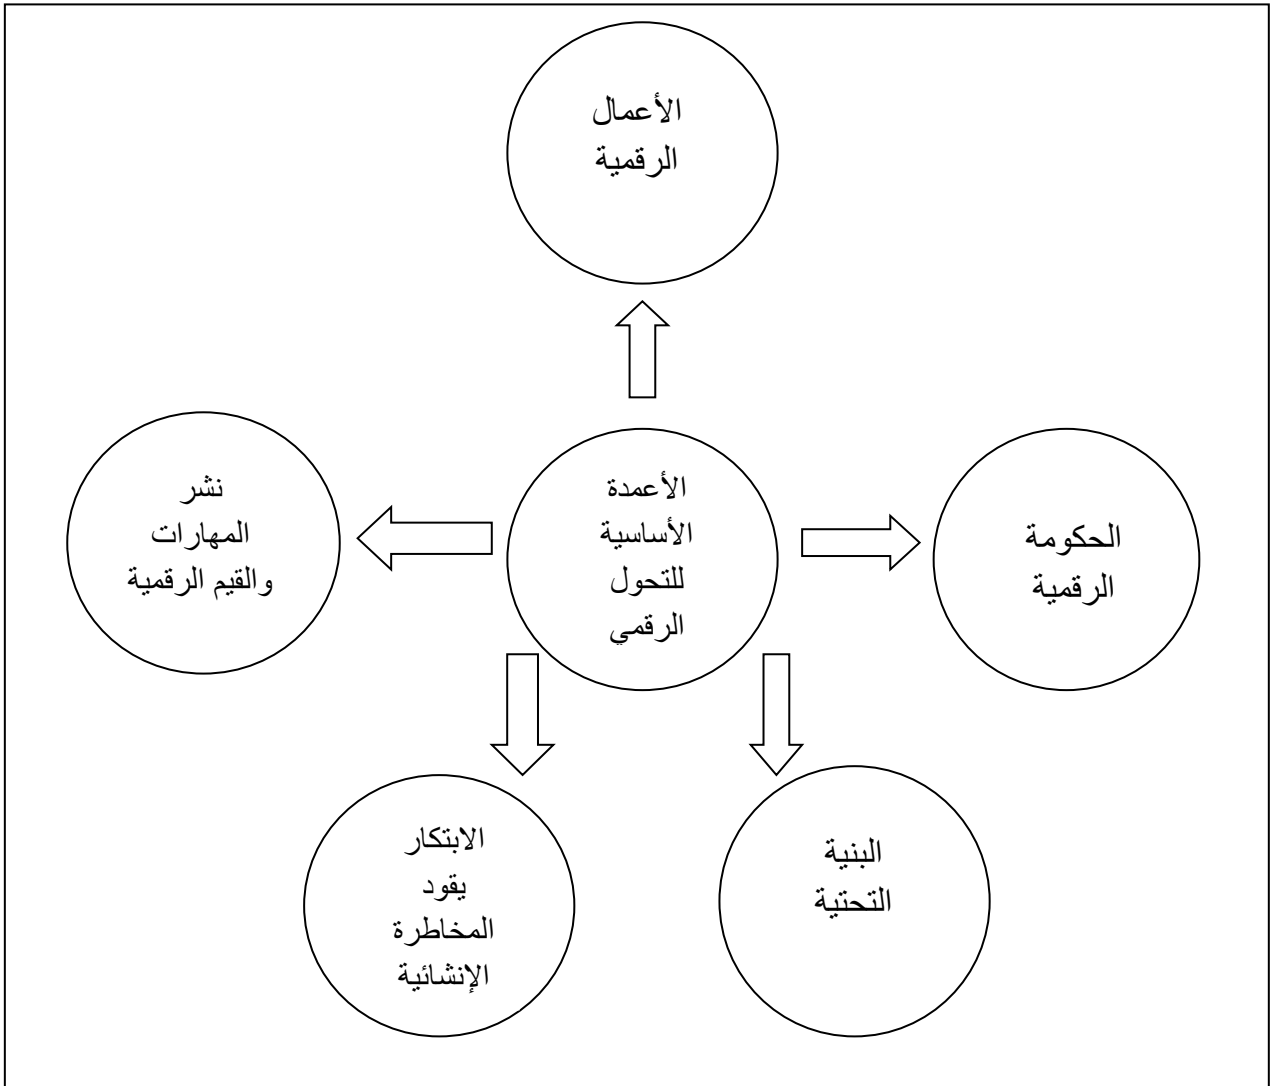 الأعمال
الرقمية
نشر
المهارات
والقيم الرقمية
الأعمدة
الأساسية
للتحول
الرقمي
الحكومة
الرقمية
الابتكار
يقود
المخاطرة
الإنشائية
البنية
التحتية